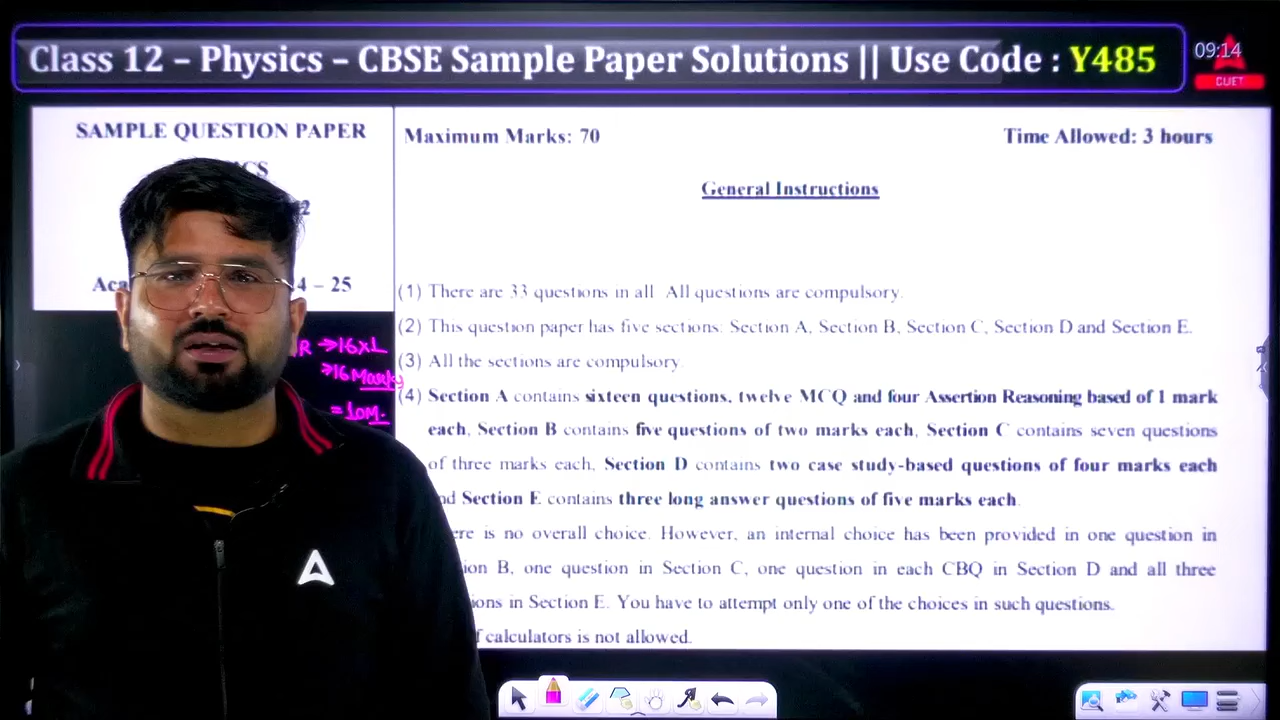 Class 12 – Physics – CBSE Sample Paper Solutions || Use Code : Y485
09:14
CUET
SAMPLE QUESTION PAPER
CS
2
Aca
4 – 25
R →16x1
→16 Marks
= 10M.
Maximum Marks: 70
Time Allowed: 3 hours
General Instructions
(1) There are 33 questions in all All questions are compulsory.
(2) This question paper has five sections: Section A, Section B, Section C, Section D and Section E.
(3) All the sections are compulsory.
(4) Section A contains sixteen questions, twelve MCQ and four Assertion Reasoning based of 1 mark
each, Section B contains five questions of two marks each, Section C contains seven questions
of three marks each, Section D contains two case study-based questions of four marks each
nd Section E contains three long answer questions of five marks each.
ere is no overall choice. However, an internal choice has been provided in one question in
ion B, one question in Section C, one question in each CBQ in Section D and all three
ions in Section E. You have to attempt only one of the choices in such questions.
f calculators is not allowed.